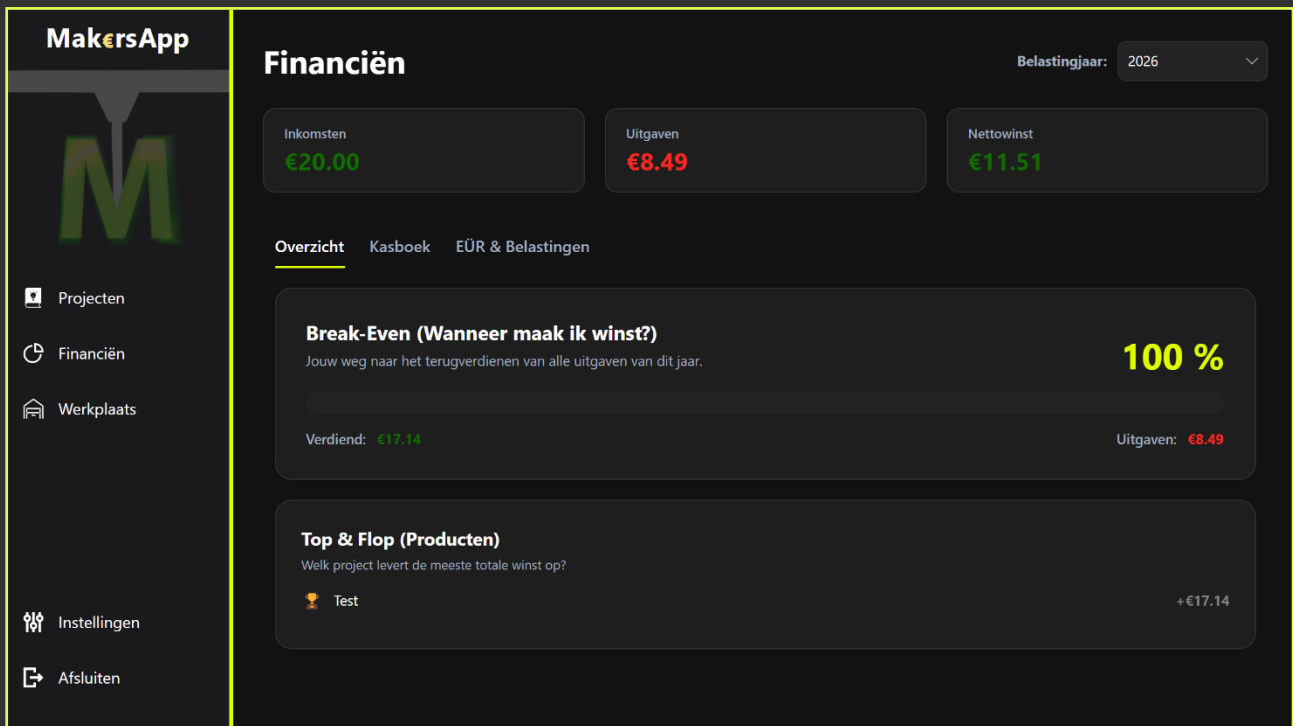 Mak€rsApp
M
Projecten
Financiën
Werkplaats
Instellingen
Afsluiten
Financiën
Belastingjaar: 2026
Inkomsten
€20.00
Uitgaven
€8.49
Nettowinst
€11.51
Overzicht Kasboek EÜR & Belastingen
Break-Even (Wanneer maak ik winst?)
Jouw weg naar het terugverdienen van alle uitgaven van dit jaar.
100 %
Verdiend: €17.14
Uitgaven: €8.49
Top & Flop (Producten)
Welk project levert de meeste totale winst op?
🏆 Test +€17.14